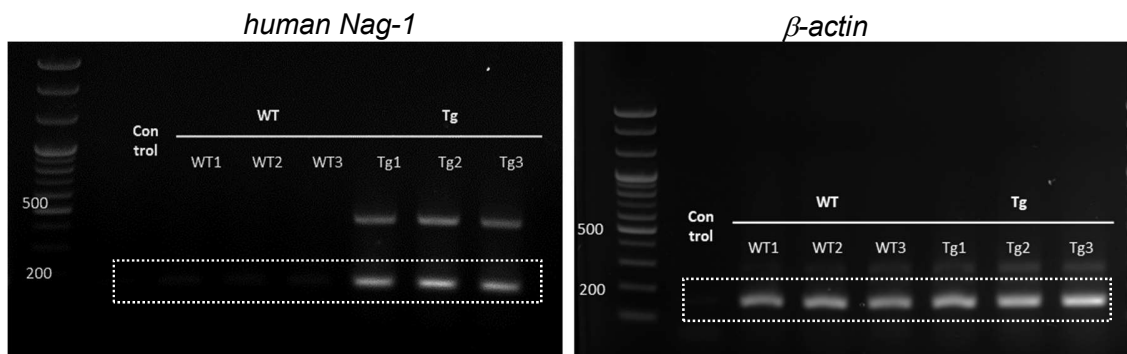 human Nag-1
WT
Tg
Con
trol
WT1 WT2 WT3 Tg1 Tg2 Tg3
500
200
β-actin
WT
Tg
Con
trol
500
WT1 WT2 WT3 Tg1 Tg2 Tg3
200